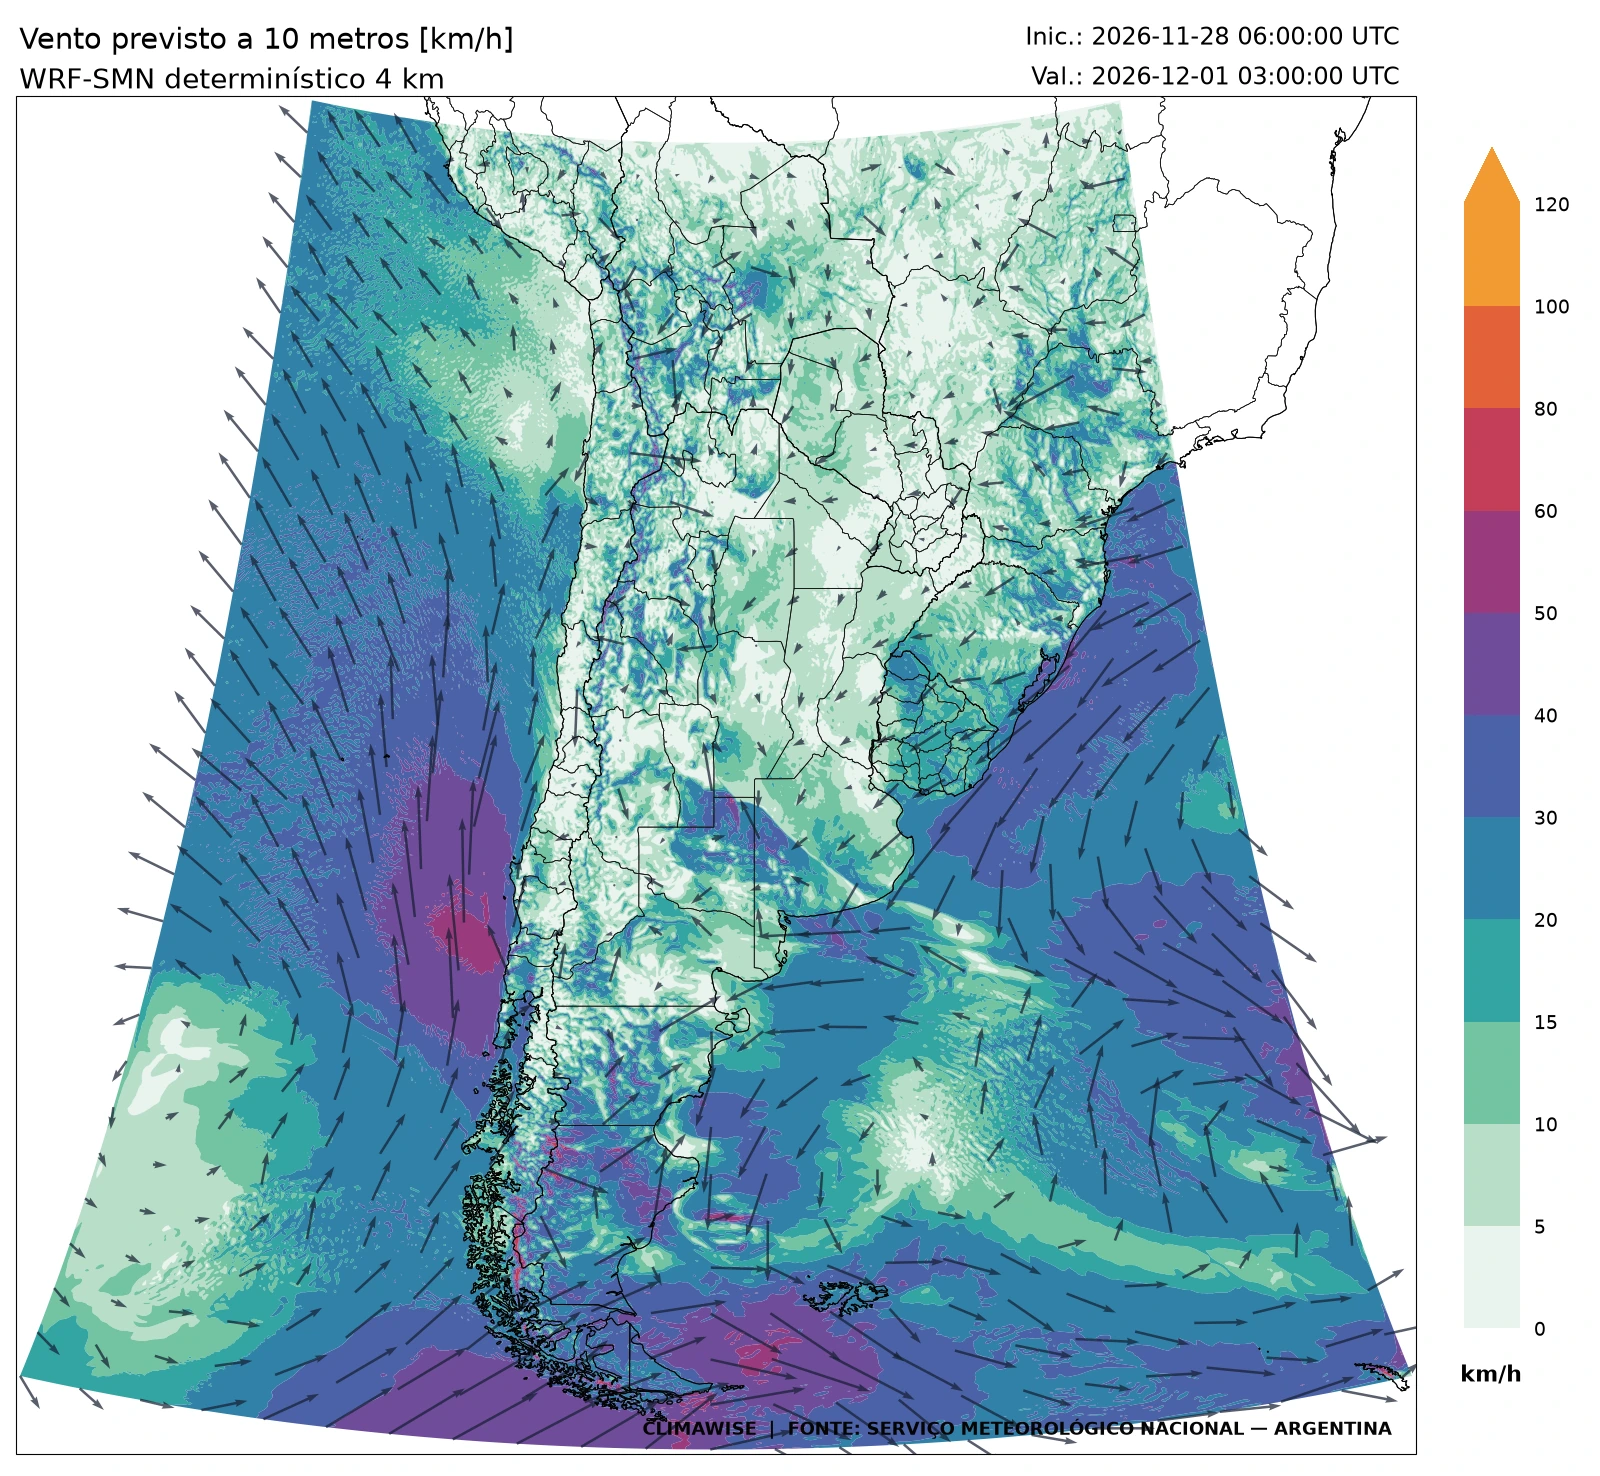 Vento previsto a 10 metros [km/h]
WRF-SMN determinístico 4 km
Inic.: 2026-11-28 06:00:00 UTC
Val.: 2026-12-01 03:00:00 UTC
120
100
80
60
50
40
30
20
15
10
5
0
km/h
CLIMAWISE | FONTE: SERVIÇO METEOROLÓGICO NACIONAL — ARGENTINA